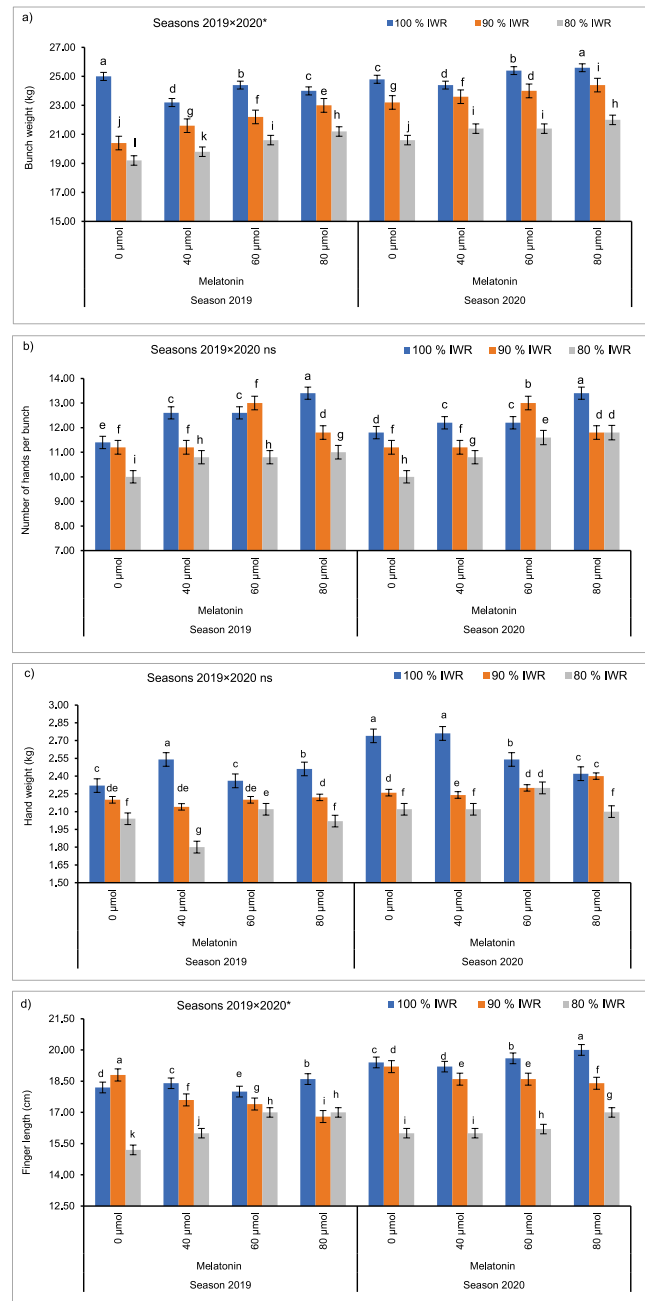 a)
Seasons 2019×2020*
100 % IWR 90 % IWR 80 % IWR
Bunch weight (kg)
27.00
25.00
23.00
21.00
19.00
17.00
15.00
a j l d g k b f i c e h c g j d f i b d i a i h
0 µmol 40 µmol 60 µmol 80 µmol 0 µmol 40 µmol 60 µmol 80 µmol
Melatonin Melatonin
Season 2019 Season 2020
b)
Seasons 2019×2020 ns
100 % IWR 90 % IWR 80 % IWR
Number of hands per bunch
14.00
13.00
12.00
11.00
10.00
9.00
8.00
7.00
e f i c f h c f h a d g d f h c f g c b e a d d
0 µmol 40 µmol 60 µmol 80 µmol 0 µmol 40 µmol 60 µmol 80 µmol
Melatonin Melatonin
Season 2019 Season 2020
c)
Seasons 2019×2020 ns
100 % IWR 90 % IWR 80 % IWR
Hand weight (kg)
3,00
2,85
2,70
2,55
2,40
2,25
2,10
1,95
1,80
1,65
1,50
c de f a de g c de e b d f a d f a e f b d d c c f
0 µmol 40 µmol 60 µmol 80 µmol 0 µmol 40 µmol 60 µmol 80 µmol
Melatonin Melatonin
Season 2019 Season 2020
d)
Seasons 2019×2020*
100 % IWR 90 % IWR 80 % IWR
Finger length (cm)
21,50
20,00
18,50
17,00
15,50
14,00
12,50
d a k c f j e g h b i h c d i d e i b e h a f g
0 µmol 40 µmol 60 µmol 80 µmol 0 µmol 40 µmol 60 µmol 80 µmol
Melatonin Melatonin
Season 2019 Season 2020